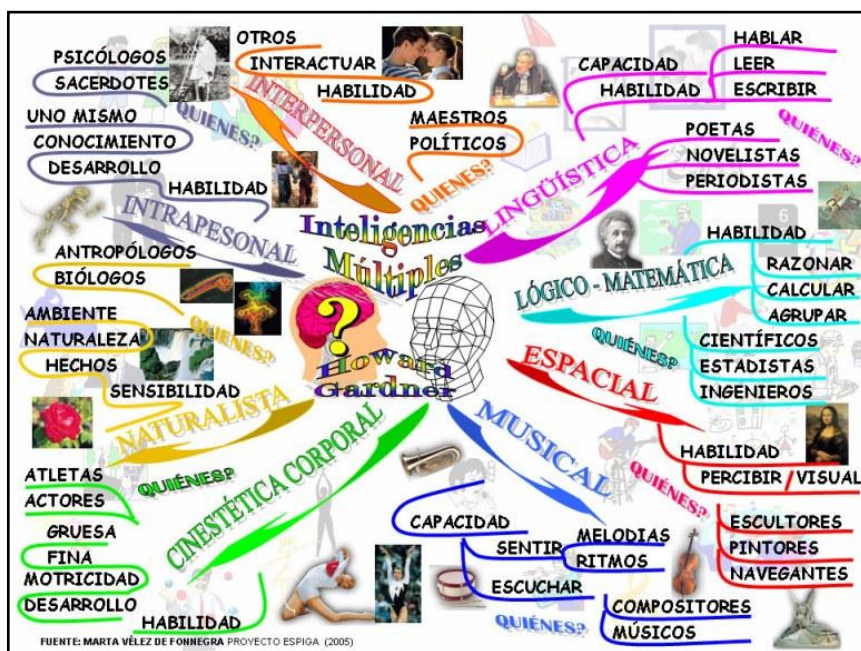 Inteligencias
Múltiples
Howard
Gardner
LINGÜÍSTICA
CAPACIDAD
HABILIDAD
HABLAR
LEER
ESCRIBIR
QUIÉNES?
POETAS
NOVELISTAS
PERIODISTAS
LÓGICO - MATEMÁTICA
HABILIDAD
RAZONAR
CALCULAR
AGRUPAR
QUIÉNES?
CIENTÍFICOS
ESTADISTAS
INGENIEROS
ESPACIAL
HABILIDAD
PERCIBIR / VISUAL
QUIÉNES?
ESCULTORES
PINTORES
NAVEGANTES
MUSICAL
CAPACIDAD
SENTIR
MELODIAS
RITMOS
ESCUCHAR
QUIÉNES?
COMPOSITORES
MÚSICOS
CINESTÉTICA CORPORAL
HABILIDAD
DESARROLLO
MOTRICIDAD
FINA
GRUESA
QUIÉNES?
ATLETAS
ACTORES
NATURALISTA
SENSIBILIDAD
HECHOS
NATURALEZA
AMBIENTE
QUIÉNES?
ANTROPÓLOGOS
BIÓLOGOS
INTRAPESONAL
HABILIDAD
DESARROLLO
CONOCIMIENTO
UNO MISMO
QUIÉNES?
PSICÓLOGOS
SACERDOTES
INTERPERSONAL
HABILIDAD
INTERACTUAR
OTROS
QUIENES?
MAESTROS
POLÍTICOS
6
FUENTE: MARTA VÉLEZ DE FONNEGRA PROYECTO ESPIGA (2005)